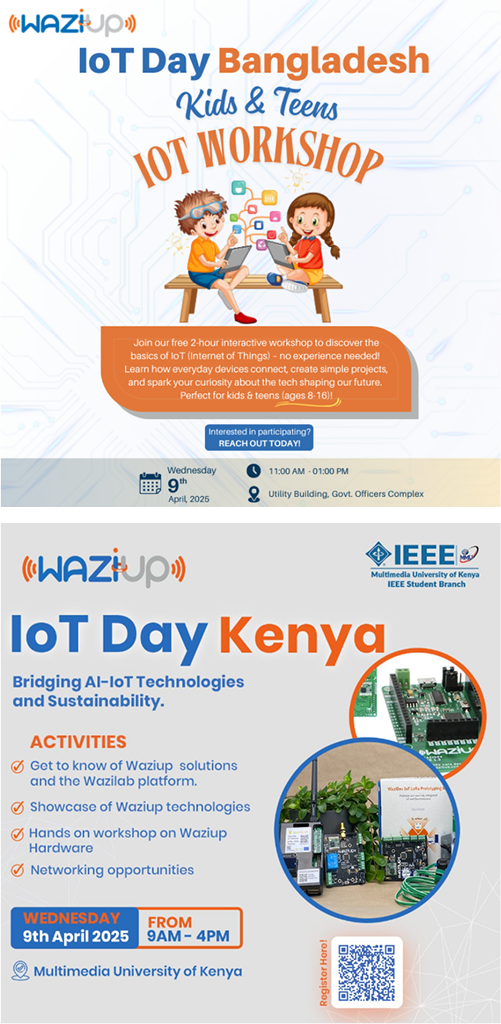 WAZIUP
IoT Day Bangladesh
Kids & Teens
IOT WORKSHOP
Join our free 2-hour interactive workshop to discover the
basics of IoT (Internet of Things) – no experience needed!
Learn how everyday devices connect, create simple projects,
and spark your curiosity about the tech shaping our future.
Perfect for kids & teens (ages 8-16)!
Interested in participating?
REACH OUT TODAY!
Wednesday
9th
April, 2025
11:00 AM - 01:00 PM
Utility Building, Govt. Officers Complex
WAZIUP
IEEE
MMU
Multimedia University of Kenya
IEEE Student Branch
IoT Day Kenya
Bridging AI-IoT Technologies
and Sustainability.
ACTIVITIES
Get to know of Waziup solutions
and the Wazilab platform.
Showcase of Waziup technologies
Hands on workshop on Waziup
Hardware
Networking opportunities
WAZIUP
WEDNESDAY
9th April 2025
FROM
9AM - 4PM
Multimedia University of Kenya
Register Here!